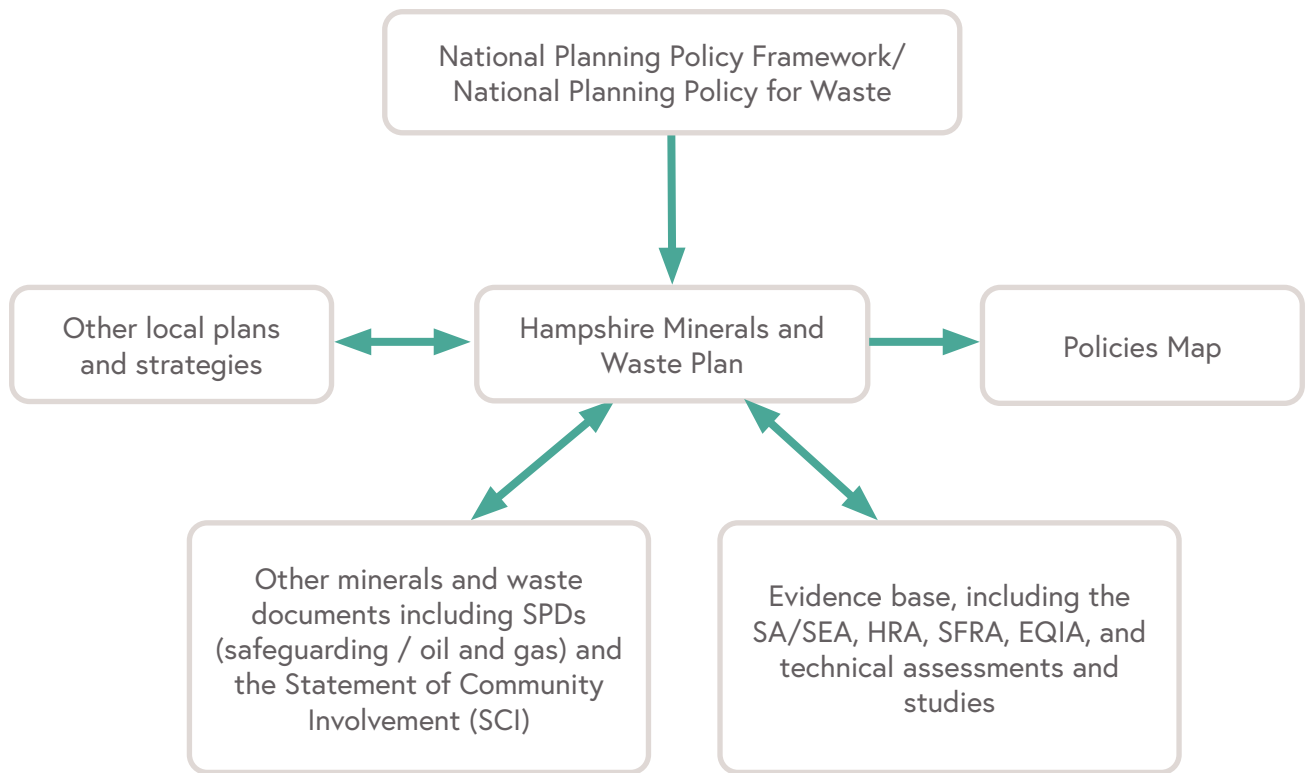 National Planning Policy Framework/
National Planning Policy for Waste
Other local plans
and strategies
Hampshire Minerals and
Waste Plan
Policies Map
Other minerals and waste
documents including SPDs
(safeguarding / oil and gas) and
the Statement of Community
Involvement (SCI)
Evidence base, including the
SA/SEA, HRA, SFRA, EQIA, and
technical assessments and
studies